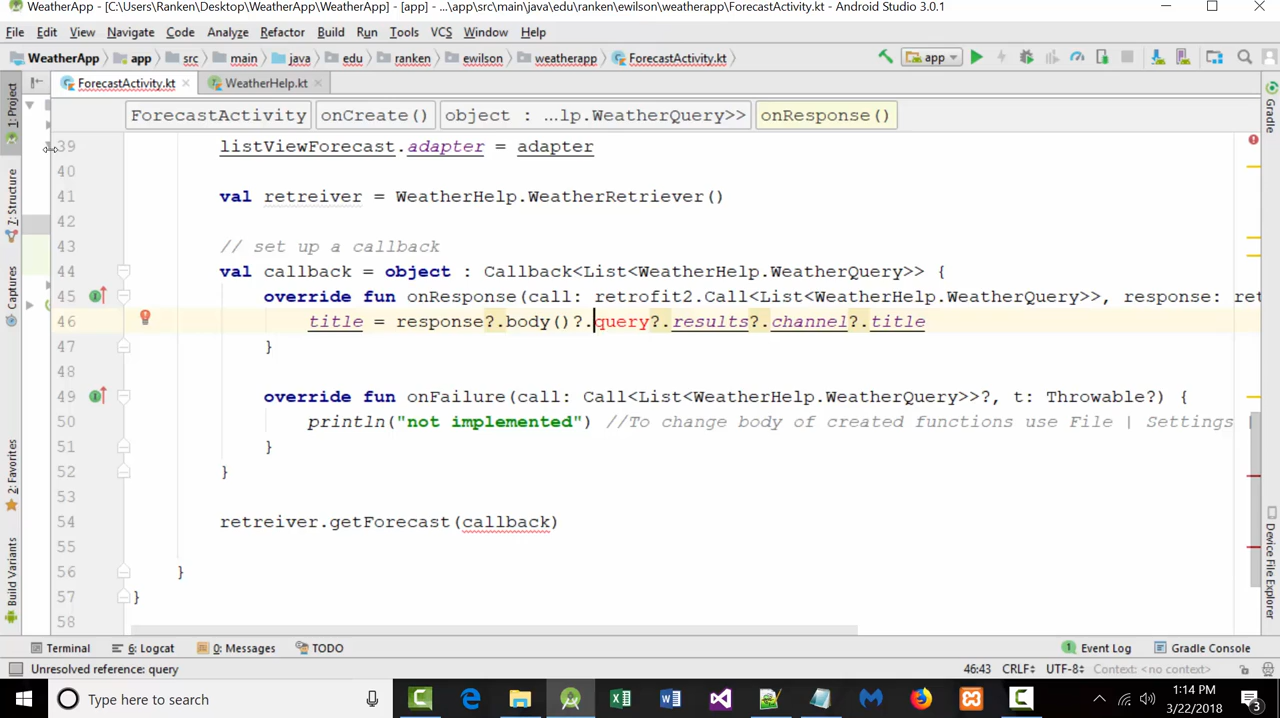 WeatherApp - [C:\Users\Ranken\Desktop\WeatherApp\WeatherApp] - [app] - ...\app\src\main\java\edu\ranken\ewilson\weatherapp\ForecastActivity.kt - Android Studio 3.0.1
File Edit View Navigate Code Analyze Refactor Build Run Tools VCS Window Help
WeatherApp app src main java edu ranken ewilson weatherapp ForecastActivity.kt app
ForecastActivity.kt WeatherHelp.kt
ForecastActivity onCreate() object : ...lp.WeatherQuery>> onResponse()
1: Project
7: Structure
Captures
2: Favorites
Build Variants
Gradle
Device File Explorer
39 listViewForecast.adapter = adapter
40
41 val retreiver = WeatherHelp.WeatherRetriever()
42
43 // set up a callback
44 val callback = object : Callback<List<WeatherHelp.WeatherQuery>> {
45 override fun onResponse(call: retrofit2.Call<List<WeatherHelp.WeatherQuery>>, response: ret
46 title = response?.body()?.query?.results?.channel?.title
47 }
48
49 override fun onFailure(call: Call<List<WeatherHelp.WeatherQuery>>?, t: Throwable?) {
50 println("not implemented") //To change body of created functions use File | Settings |
51 }
52 }
53
54 retreiver.getForecast(callback)
55
56 }
57 }
58
Terminal 6: Logcat 0: Messages TODO 1 Event Log Gradle Console
Unresolved reference: query 46:43 CRLF÷ UTF-8÷ Context: <no context>
Type here to search
1:14 PM
3/22/2018
3